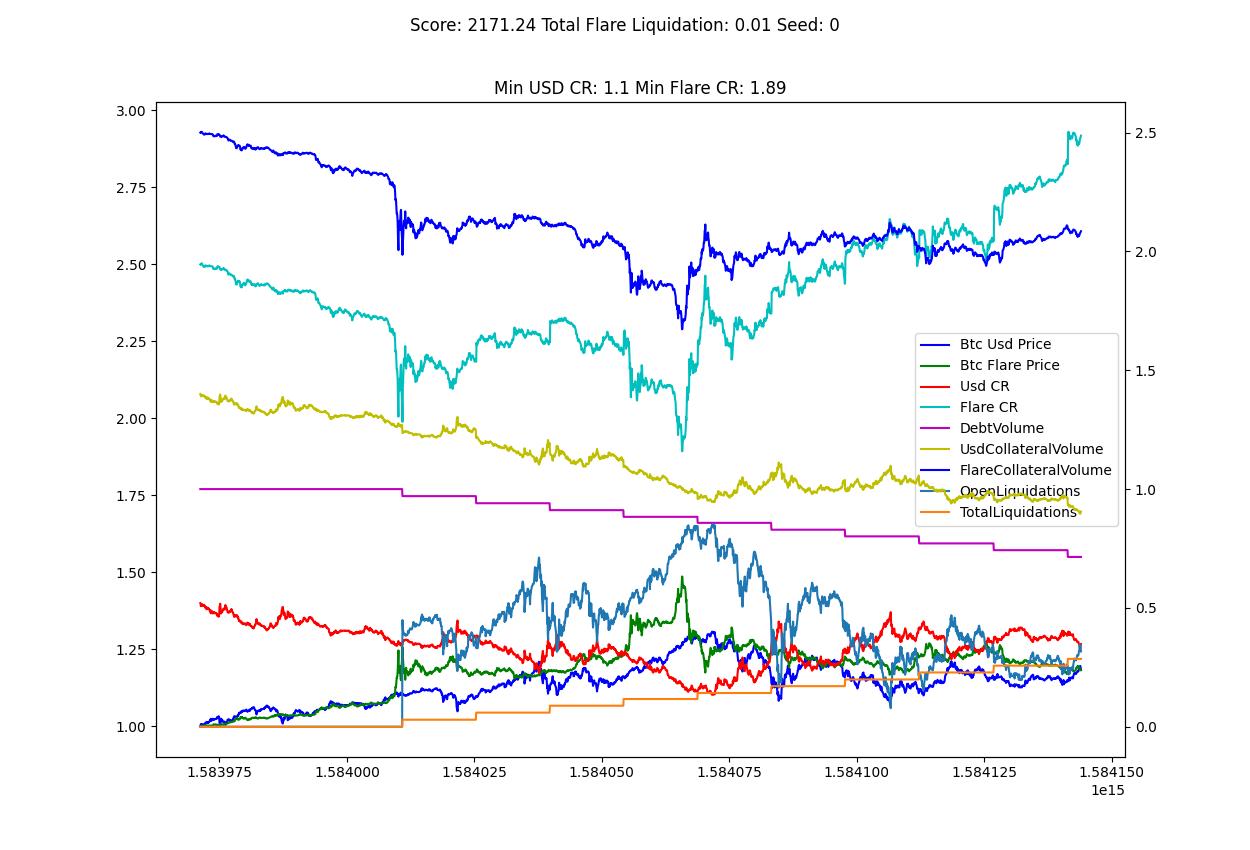 Score: 2171.24 Total Flare Liquidation: 0.01 Seed: 0
Min USD CR: 1.1 Min Flare CR: 1.89
3.00
2.75
2.50
2.25
2.00
1.75
1.50
1.25
1.00
2.5
2.0
1.5
1.0
0.5
0.0
Btc Usd Price
Btc Flare Price
Usd CR
Flare CR
DebtVolume
UsdCollateralVolume
FlareCollateralVolume
OpenLiquidations
TotalLiquidations
1.583975 1.584000 1.584025 1.584050 1.584075 1.584100 1.584125 1.584150
1e15